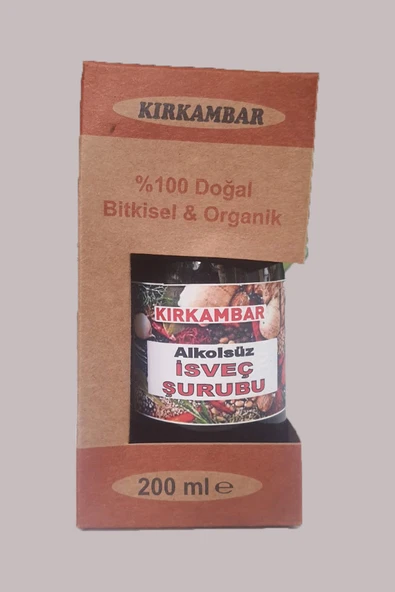 KIRKAMBAR
%100 Doğal
Bitkisel & Organik
KIRKAMBAR
Alkolsüz
İSVEÇ
ŞURUBU
200 ml ℮